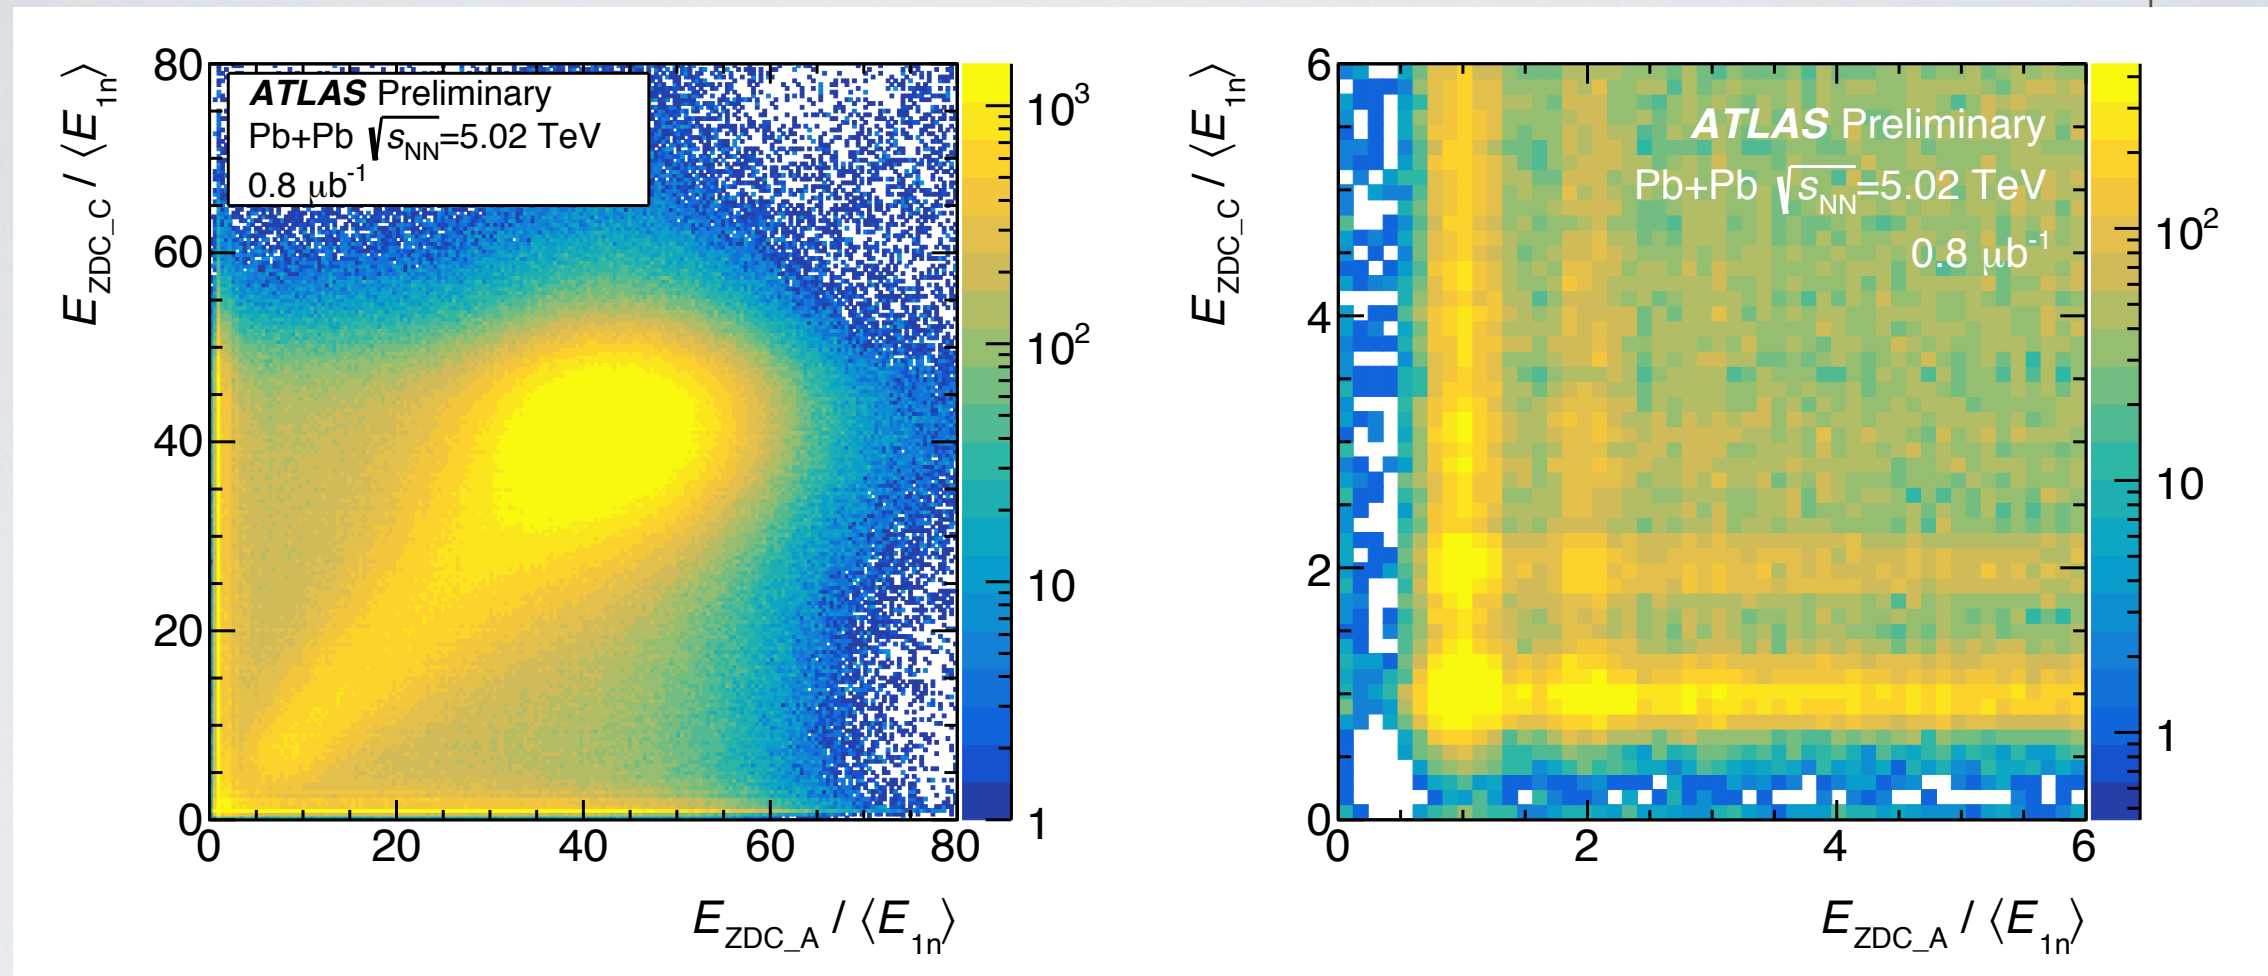 ATLAS Preliminary
Pb+Pb √sNN=5.02 TeV
0.8 μb-1
80
60
40
20
0
0 20 40 60 80
EZDC_C / ⟨E1n⟩
EZDC_A / ⟨E1n⟩
103
102
10
1
ATLAS Preliminary
Pb+Pb √sNN=5.02 TeV
0.8 μb-1
6
4
2
0
0 2 4 6
EZDC_C / ⟨E1n⟩
EZDC_A / ⟨E1n⟩
102
10
1